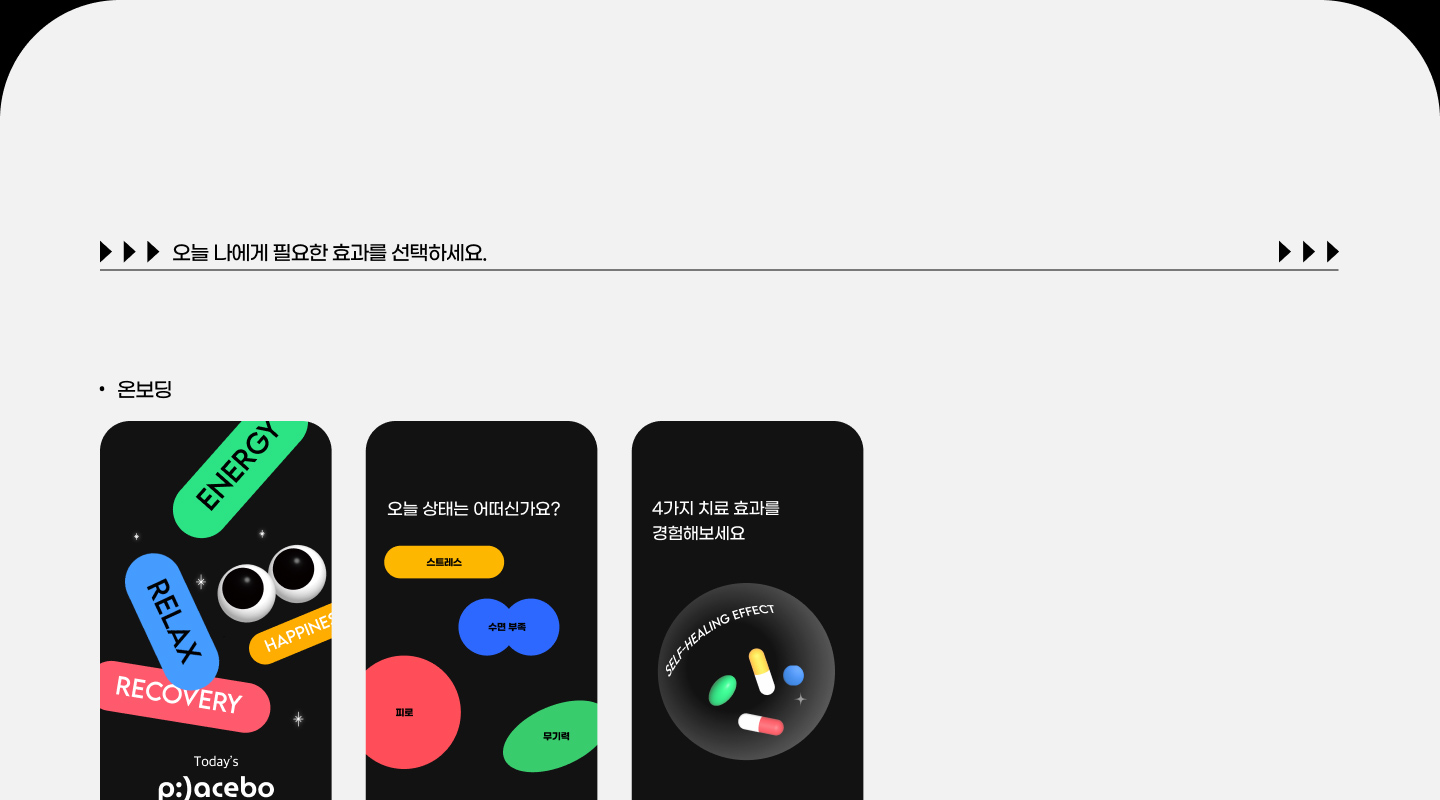 오늘 나에게 필요한 효과를 선택하세요.
• 온보딩
ENERGY
RELAX
HAPPINES
RECOVERY
Today's
p:)acebo
오늘 상태는 어떠신가요?
스트레스
수면 부족
피로
무기력
4가지 치료 효과를
경험해보세요
SELF-HEALING EFFECT